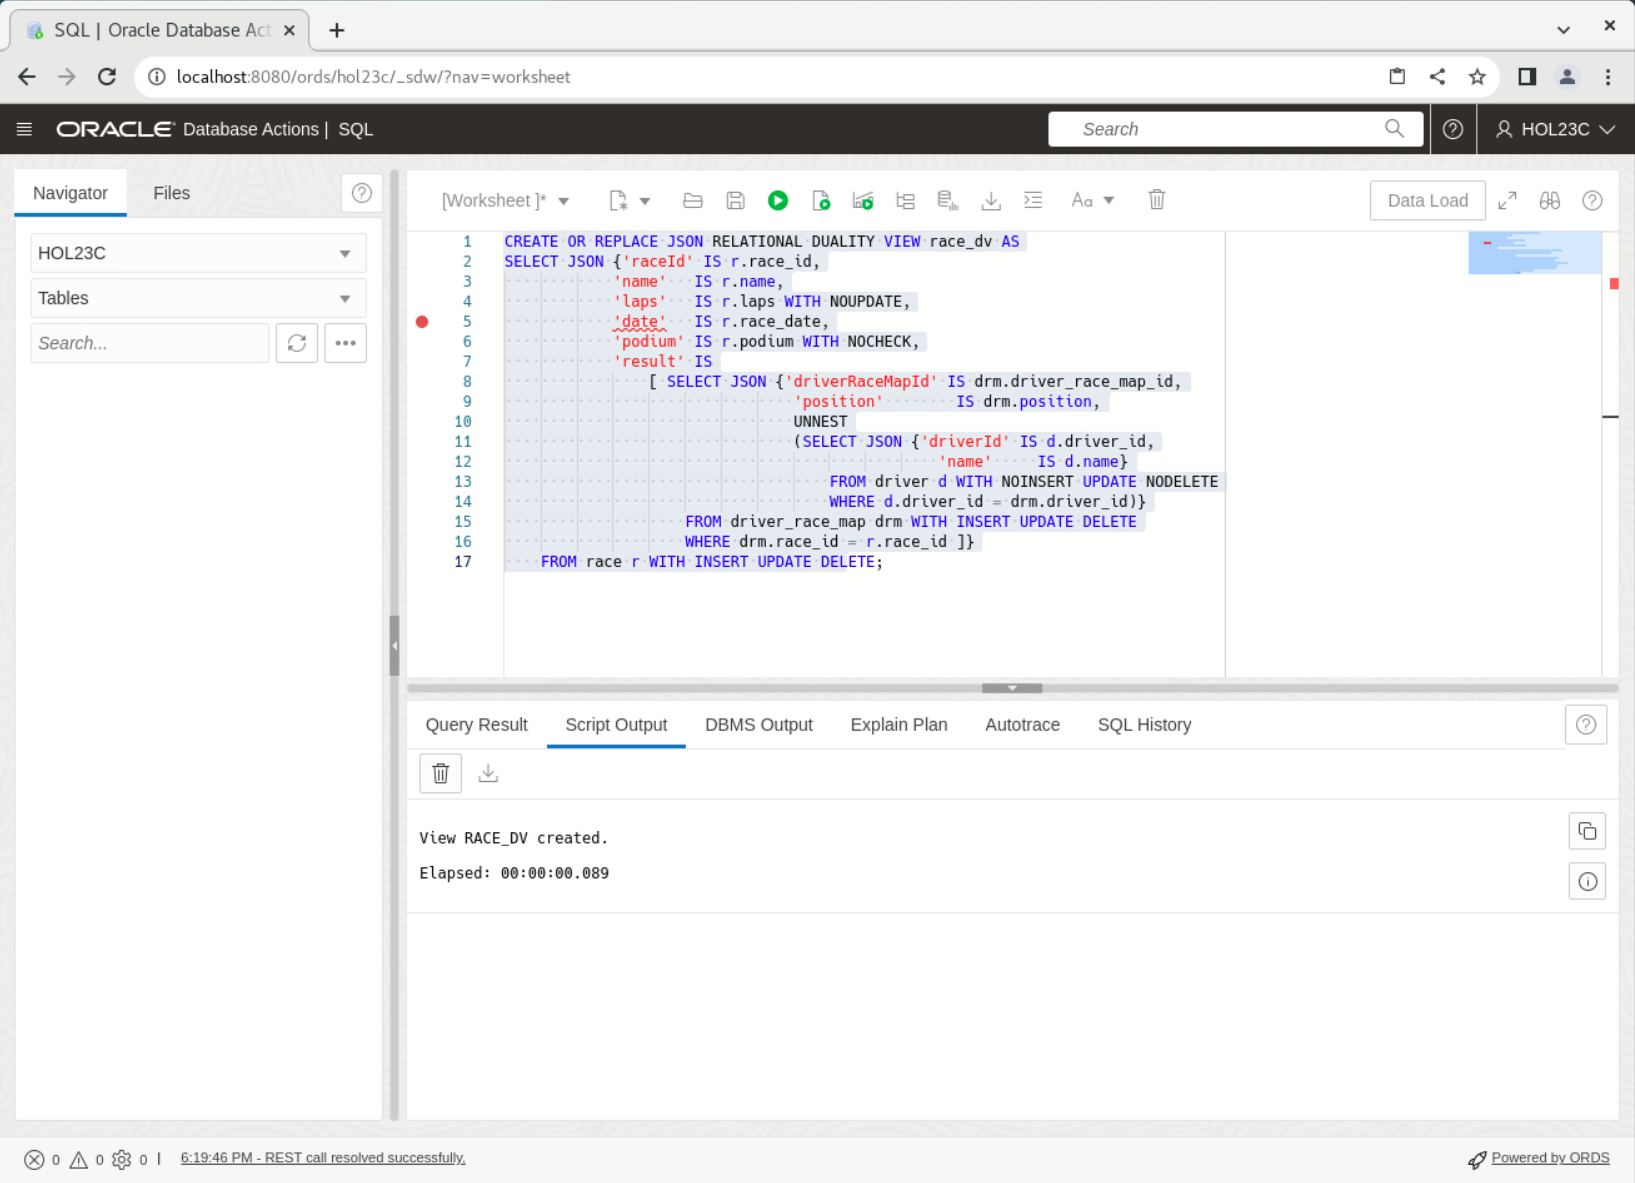 SQL | Oracle Database Act
localhost:8080/ords/hol23c/_sdw/?nav=worksheet
ORACLE Database Actions | SQL
Search
HOL23C
Navigator
Files
HOL23C
Tables
Search...
[Worksheet ]*
Aa
Data Load
1 CREATE OR REPLACE JSON RELATIONAL DUALITY VIEW race_dv AS
2 SELECT JSON {'raceId' IS r.race_id,
3 'name' IS r.name,
4 'laps' IS r.laps WITH NOUPDATE,
5 'date' IS r.race_date,
6 'podium' IS r.podium WITH NOCHECK,
7 'result' IS
8 [ SELECT JSON {'driverRaceMapId' IS drm.driver_race_map_id,
9 'position' IS drm.position,
10 UNNEST
11 (SELECT JSON {'driverId' IS d.driver_id,
12 'name' IS d.name}
13 FROM driver d WITH NOINSERT UPDATE NODELETE
14 WHERE d.driver_id = drm.driver_id)}
15 FROM driver_race_map drm WITH INSERT UPDATE DELETE
16 WHERE drm.race_id = r.race_id ]}
17 FROM race r WITH INSERT UPDATE DELETE;
Query Result
Script Output
DBMS Output
Explain Plan
Autotrace
SQL History
View RACE_DV created.
Elapsed: 00:00:00.089
0 0 0 | 6:19:46 PM - REST call resolved successfully.
Powered by ORDS